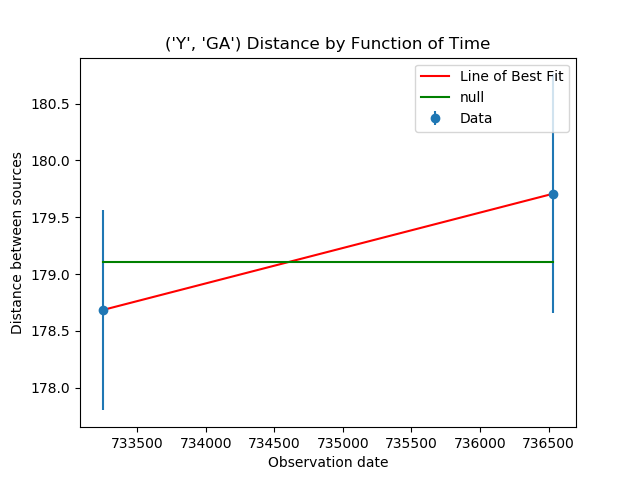 ('Y', 'GA') Distance by Function of Time
Line of Best Fit
null
Data
Distance between sources
180.5
180.0
179.5
179.0
178.5
178.0
733500 734000 734500 735000 735500 736000 736500
Observation date